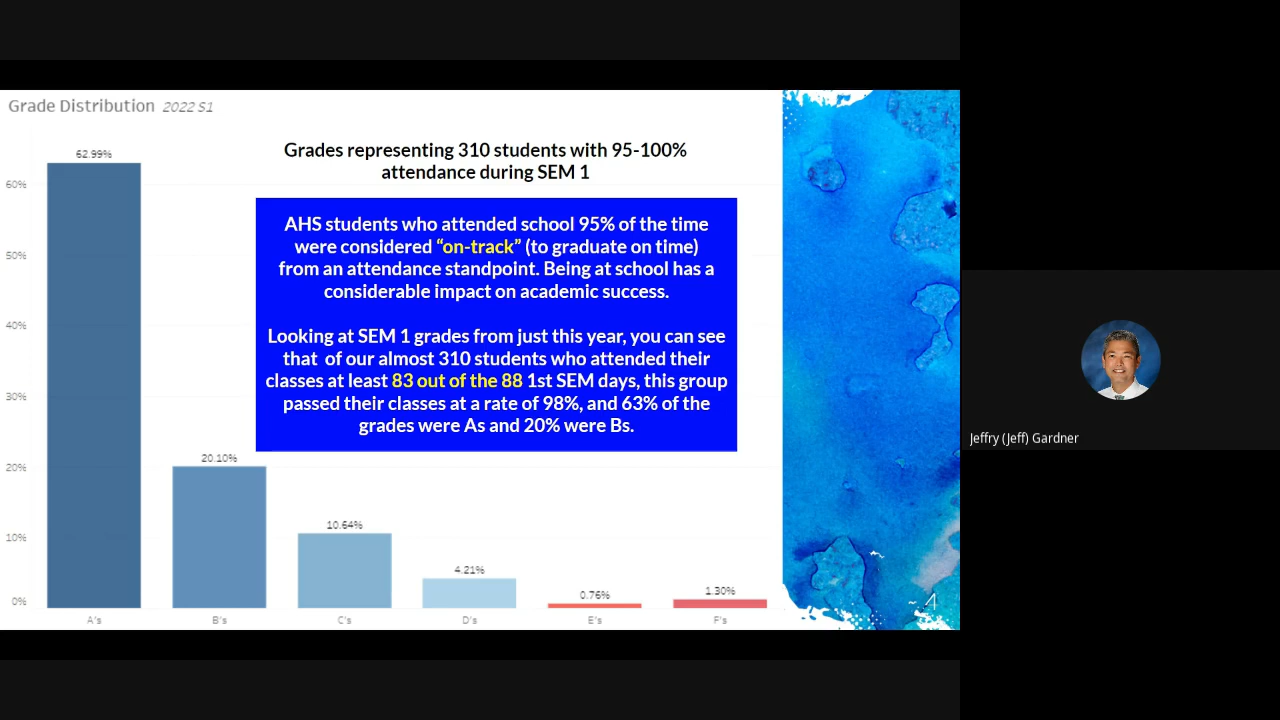 Grade Distribution 2022 S1
Grades representing 310 students with 95-100%
attendance during SEM 1
AHS students who attended school 95% of the time
were considered “on-track” (to graduate on time)
from an attendance standpoint. Being at school has a
considerable impact on academic success.
Looking at SEM 1 grades from just this year, you can see
that of our almost 310 students who attended their
classes at least 83 out of the 88 1st SEM days, this group
passed their classes at a rate of 98%, and 63% of the
grades were As and 20% were Bs.
62.99%
20.10%
10.64%
4.21%
0.76%
1.30%
60%
50%
40%
30%
20%
10%
0%
A's B's C's D's E's F's
4
Jeffry (Jeff) Gardner